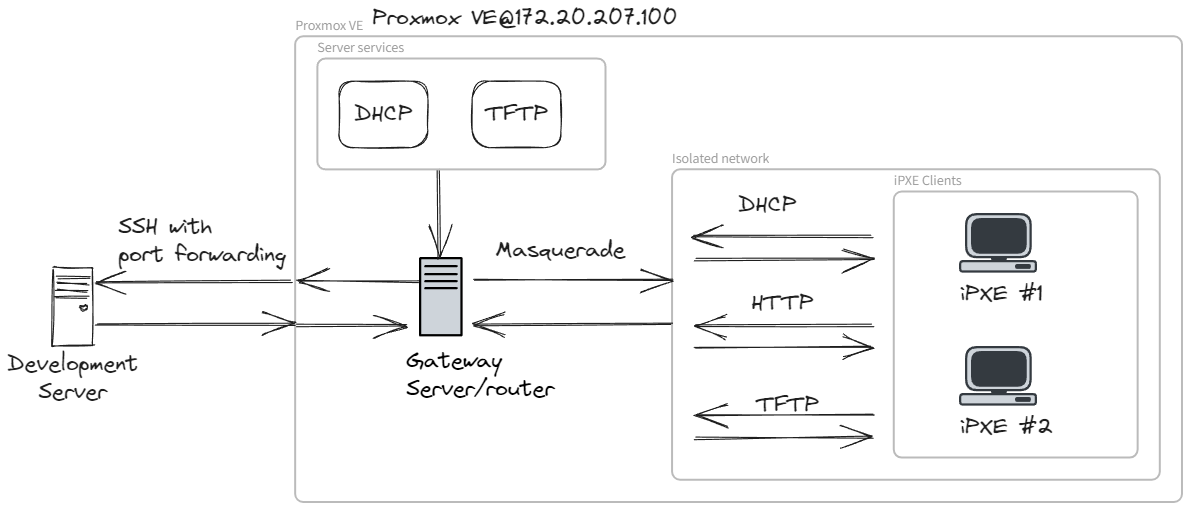 Proxmox VE
Proxmox VE@172.20.207.100
Server services
DHCP
TFTP
Isolated network
iPXE Clients
DHCP
SSH with
port forwarding
Masquerade
iPXE #1
HTTP
Development
Server
Gateway
Server/router
TFTP
iPXE #2